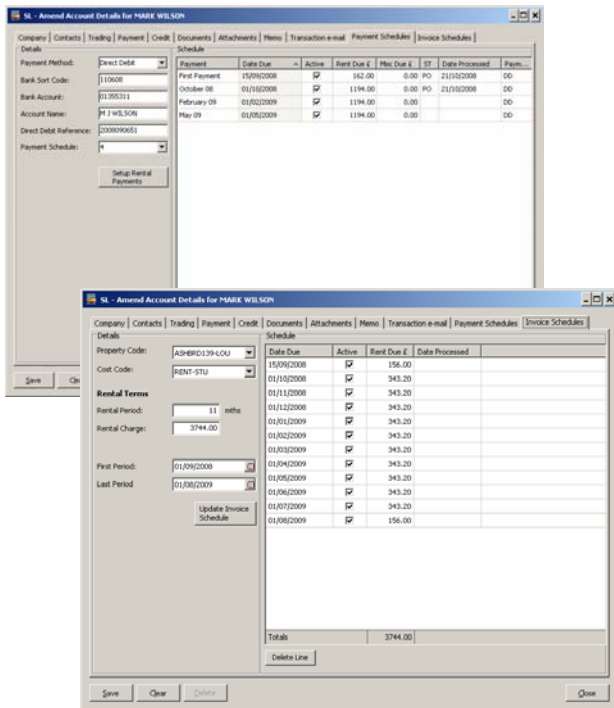 SL - Amend Account Details for MARK WILSON
Company | Contacts | Trading | Payment | Credit | Documents | Attachments | Memo | Transaction e-mail | Payment Schedules | Invoice Schedules
Details
Payment Method: Direct Debit
Bank Sort Code: 110608
Bank Account: 01355311
Account Name: M J WILSON
Direct Debit Reference: 2008090651
Payment Schedule: 4
Setup Rental
Payments
Schedule
Payment Date Due Active Rent Due £ Misc Due £ ST Date Processed Paym...
First Payment 15/09/2008 162.00 0.00 PO 21/10/2008 DD
October 08 01/10/2008 1194.00 0.00 PO 21/10/2008 DD
February 09 01/02/2009 1194.00 0.00 DD
May 09 01/05/2009 1194.00 0.00 DD
Save
SL - Amend Account Details for MARK WILSON
Company | Contacts | Trading | Payment | Credit | Documents | Attachments | Memo | Transaction e-mail | Payment Schedules | Invoice Schedules
Details
Property Code: ASHBRD139-LOU
Cost Code: RENT-STU
Rental Terms
Rental Period: 11 mths
Rental Charge: 3744.00
First Period: 01/09/2008
Last Period 01/08/2009
Update Invoice
Schedule
Schedule
Date Due Active Rent Due £ Date Processed
15/09/2008 156.00
01/10/2008 343.20
01/11/2008 343.20
01/12/2008 343.20
01/01/2009 343.20
01/02/2009 343.20
01/03/2009 343.20
01/04/2009 343.20
01/05/2009 343.20
01/06/2009 343.20
01/07/2009 343.20
01/08/2009 156.00
Totals 3744.00
Delete Line
Save Clear Delete Close